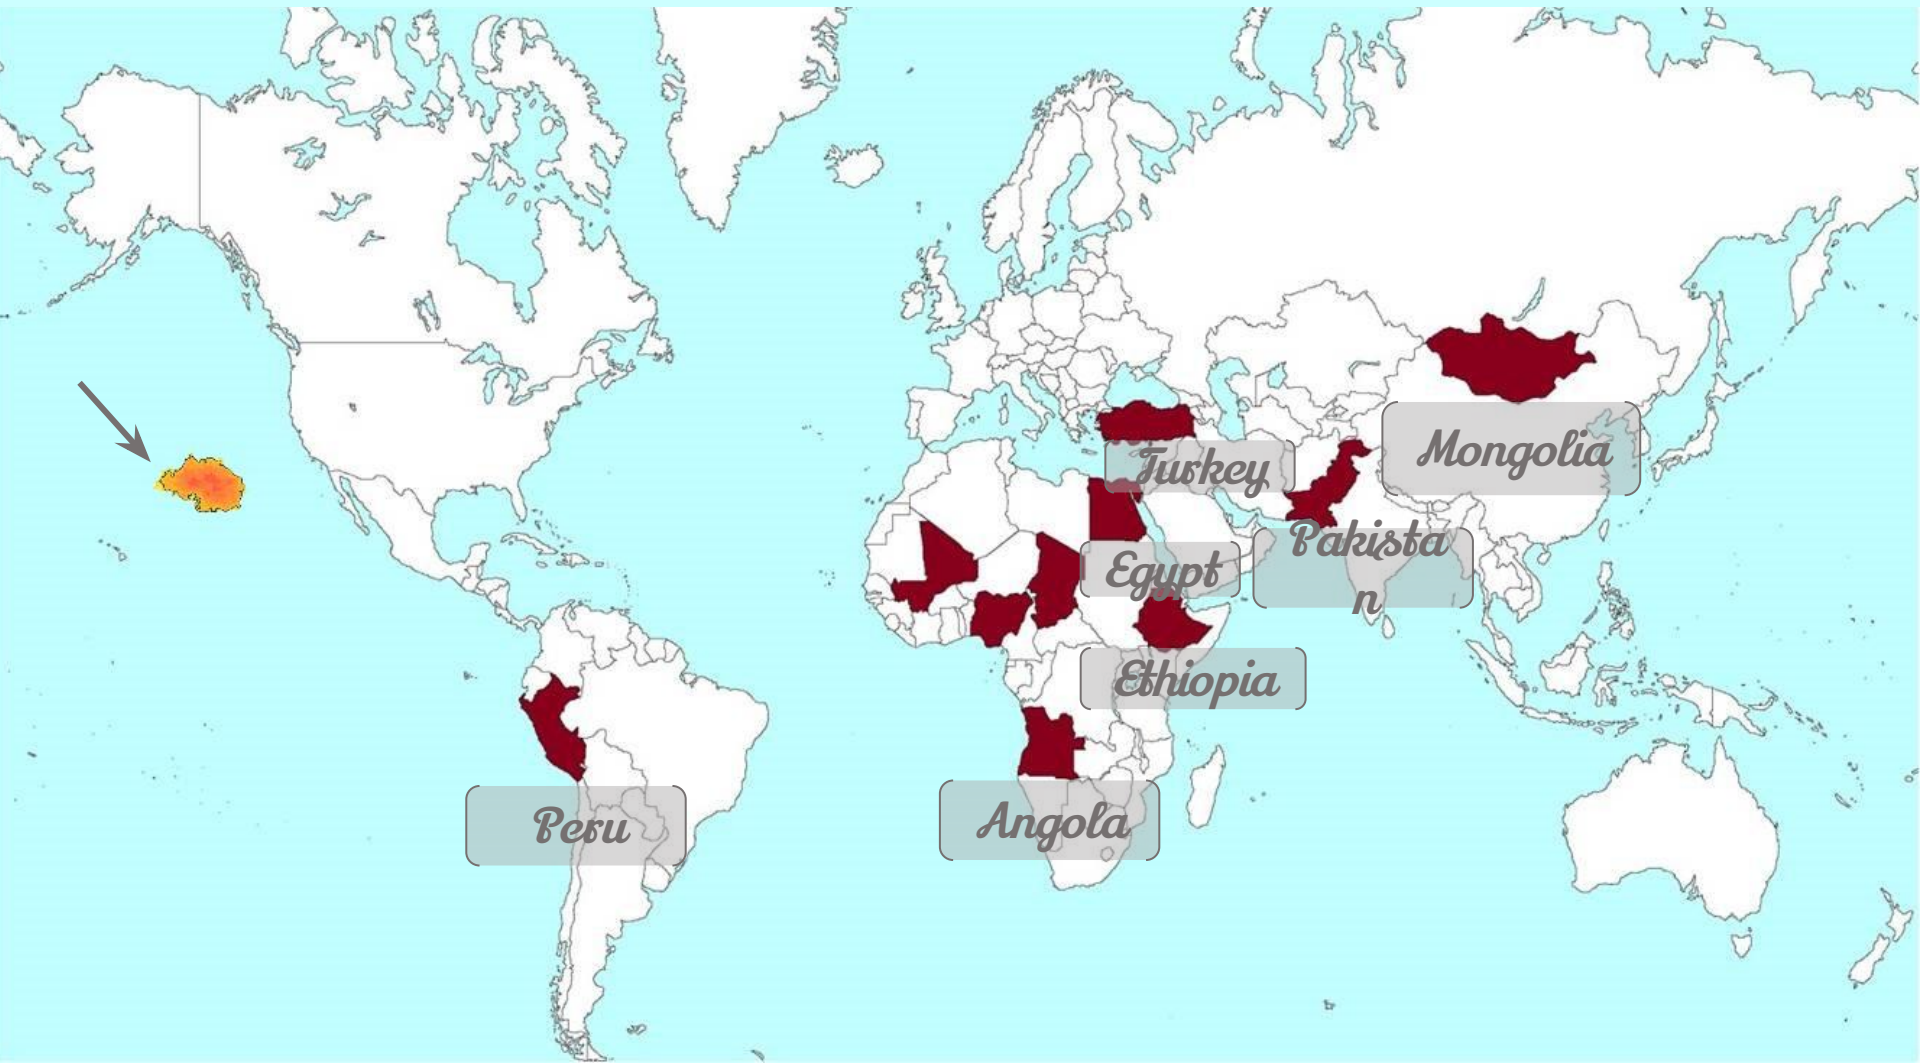 Mongolia
Turkey
Pakista
n
Egypt
Ethiopia
Peru
Angola